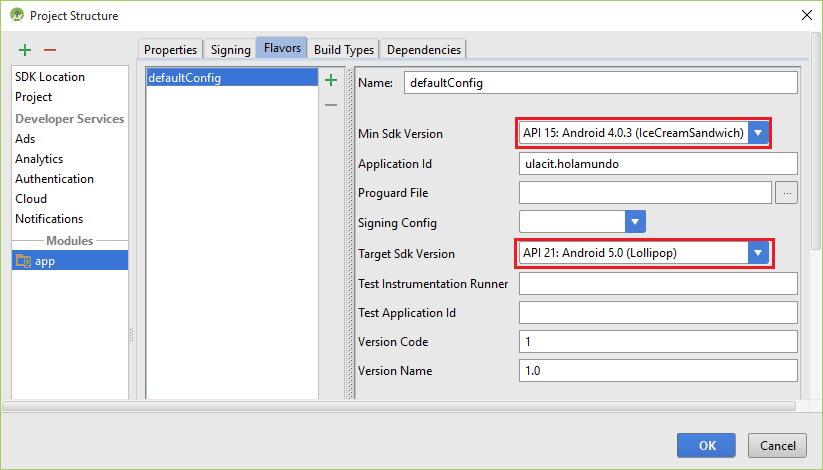 Project Structure
SDK Location
Project
Developer Services
Ads
Analytics
Authentication
Cloud
Notifications
Modules
app
Properties
Signing
Flavors
Build Types
Dependencies
defaultConfig
Name: defaultConfig
Min Sdk Version API 15: Android 4.0.3 (IceCreamSandwich)
Application Id ulacit.holamundo
Proguard File ...
Signing Config
Target Sdk Version API 21: Android 5.0 (Lollipop)
Test Instrumentation Runner
Test Application Id
Version Code 1
Version Name 1.0
OK
Cancel